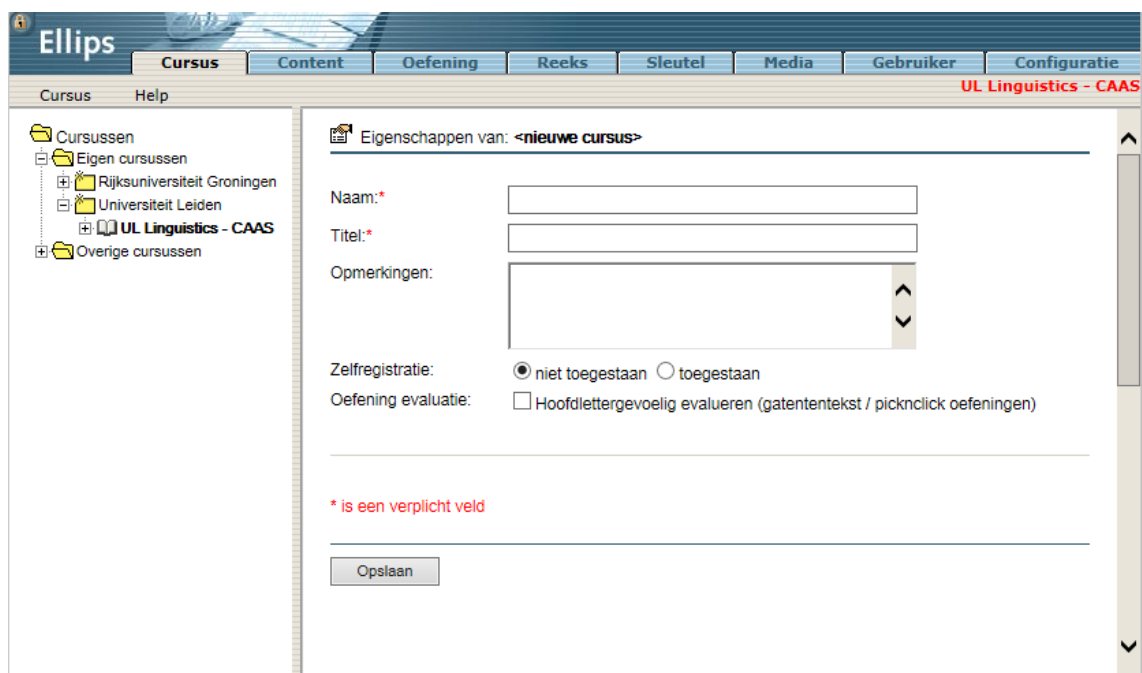 Ellips
Cursus Content Oefening Reeks Sleutel Media Gebruiker Configuratie
Cursus Help
UL Linguistics - CAAS
Cursussen
Eigen cursussen
Rijksuniversiteit Groningen
Universiteit Leiden
UL Linguistics - CAAS
Overige cursussen
Eigenschappen van: <nieuwe cursus>
Naam:*
Titel:*
Opmerkingen:
Zelfregistratie: niet toegestaan toegestaan
Oefening evaluatie: Hoofdlettergevoelig evalueren (gatententekst / picknclick oefeningen)
* is een verplicht veld
Opslaan